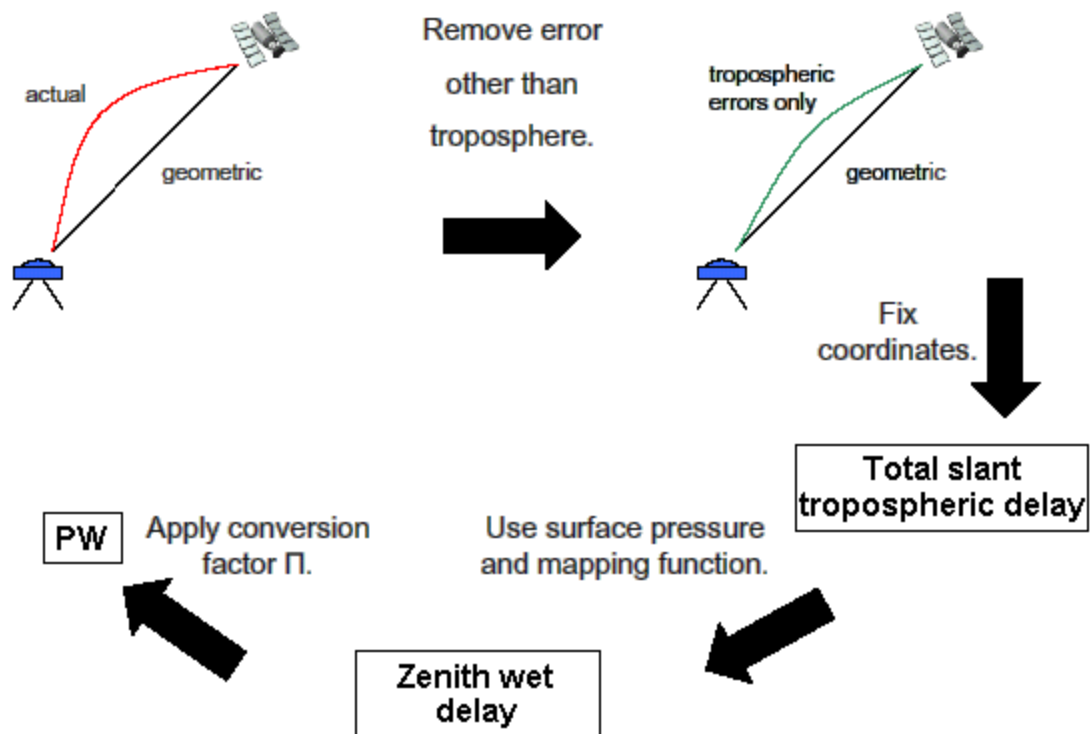 actual
geometric
Remove error
other than
troposphere.
tropospheric
errors only
geometric
Fix
coordinates.
Total slant
tropospheric delay
Use surface pressure
and mapping function.
Zenith wet
delay
Apply conversion
factor Π.
PW